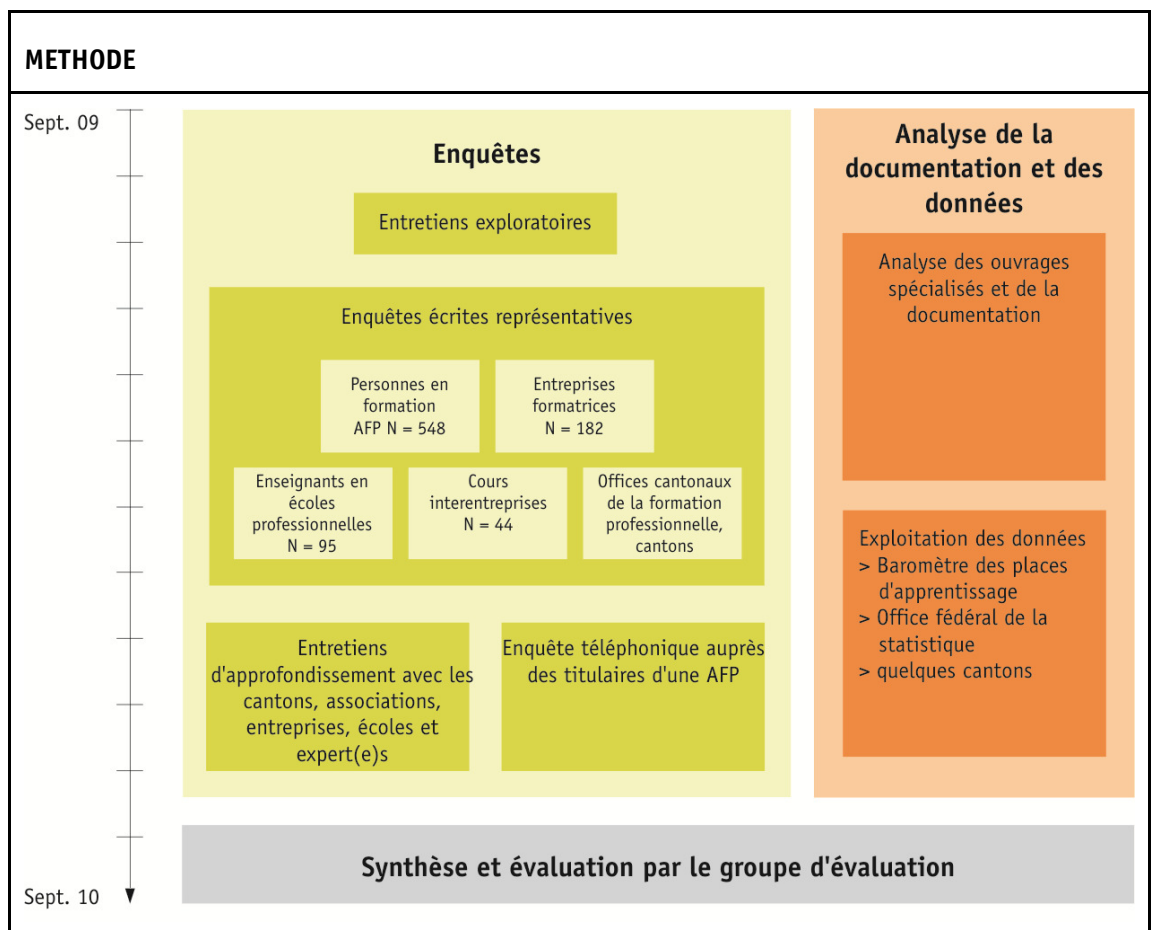 METHODE
Sept. 09
Enquêtes
Entretiens exploratoires
Enquêtes écrites représentatives
Personnes en
formation
AFP N = 548
Entreprises
formatrices
N = 182
Enseignants en
écoles
professionnelles
N = 95
Cours
interentreprises
N = 44
Offices cantonaux
de la formation
professionnelle,
cantons
Entretiens
d'approfondissement avec les
cantons, associations,
entreprises, écoles et
expert(e)s
Enquête téléphonique auprès
des titulaires d'une AFP
Analyse de la
documentation et des
données
Analyse des ouvrages
spécialisés et de la
documentation
Exploitation des données
> Baromètre des places
d'apprentissage
> Office fédéral de la
statistique
> quelques cantons
Synthèse et évaluation par le groupe d'évaluation
Sept. 10